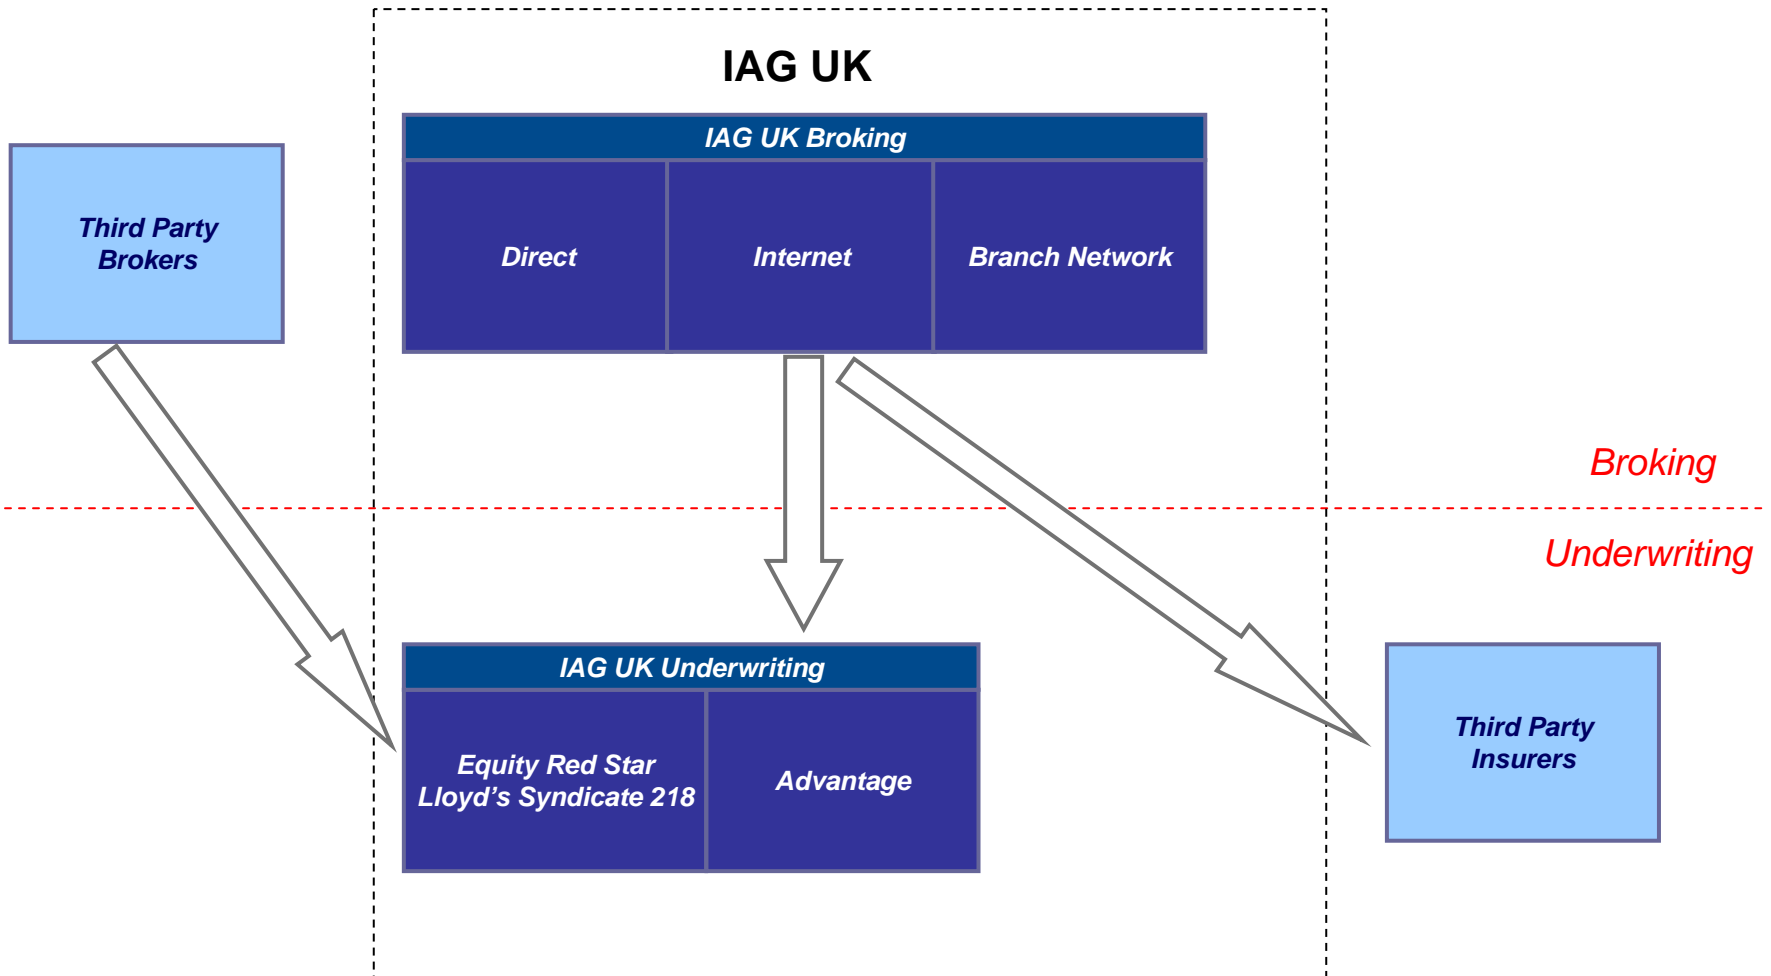 IAG UK
IAG UK Broking
Third Party
Brokers
Direct
Internet
Branch Network
Broking
Underwriting
IAG UK Underwriting
Equity Red Star
Lloyd’s Syndicate 218
Advantage
Third Party
Insurers